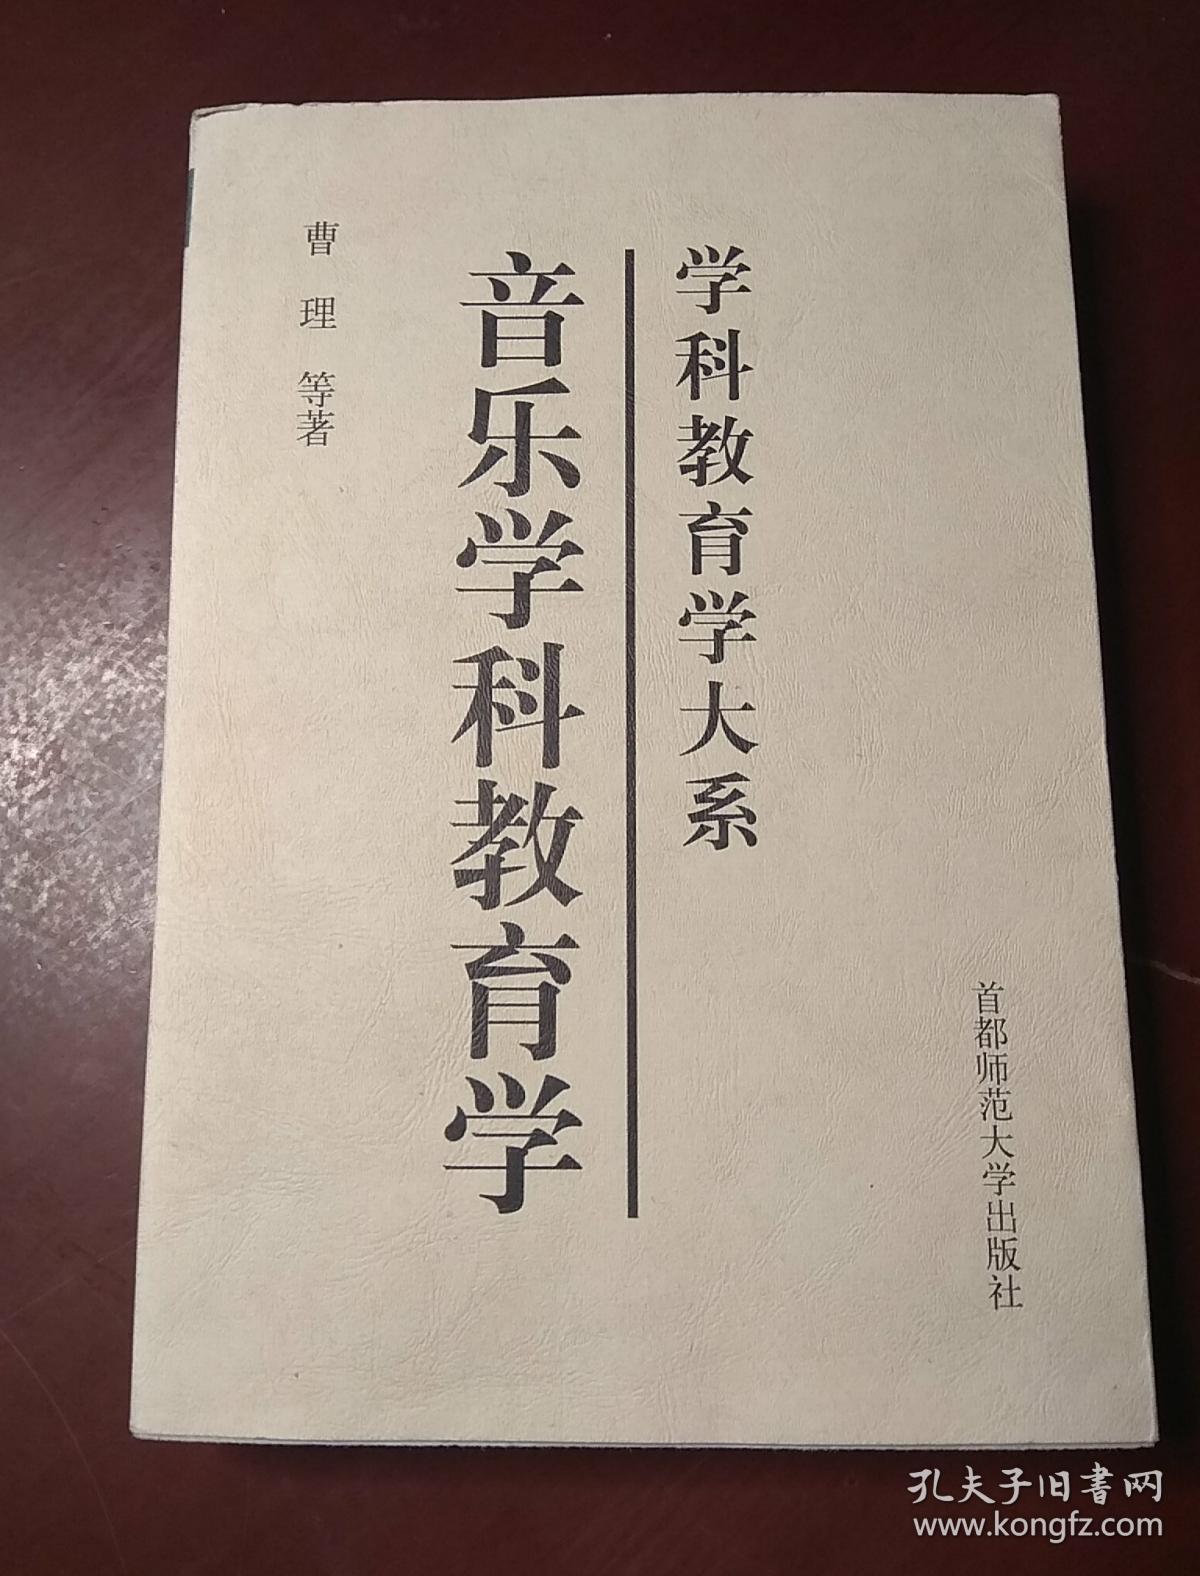 学科教育学大系
音乐学科教育学
曹理 等著
首都师范大学出版社
孔夫子旧书网
www.kongfz.com